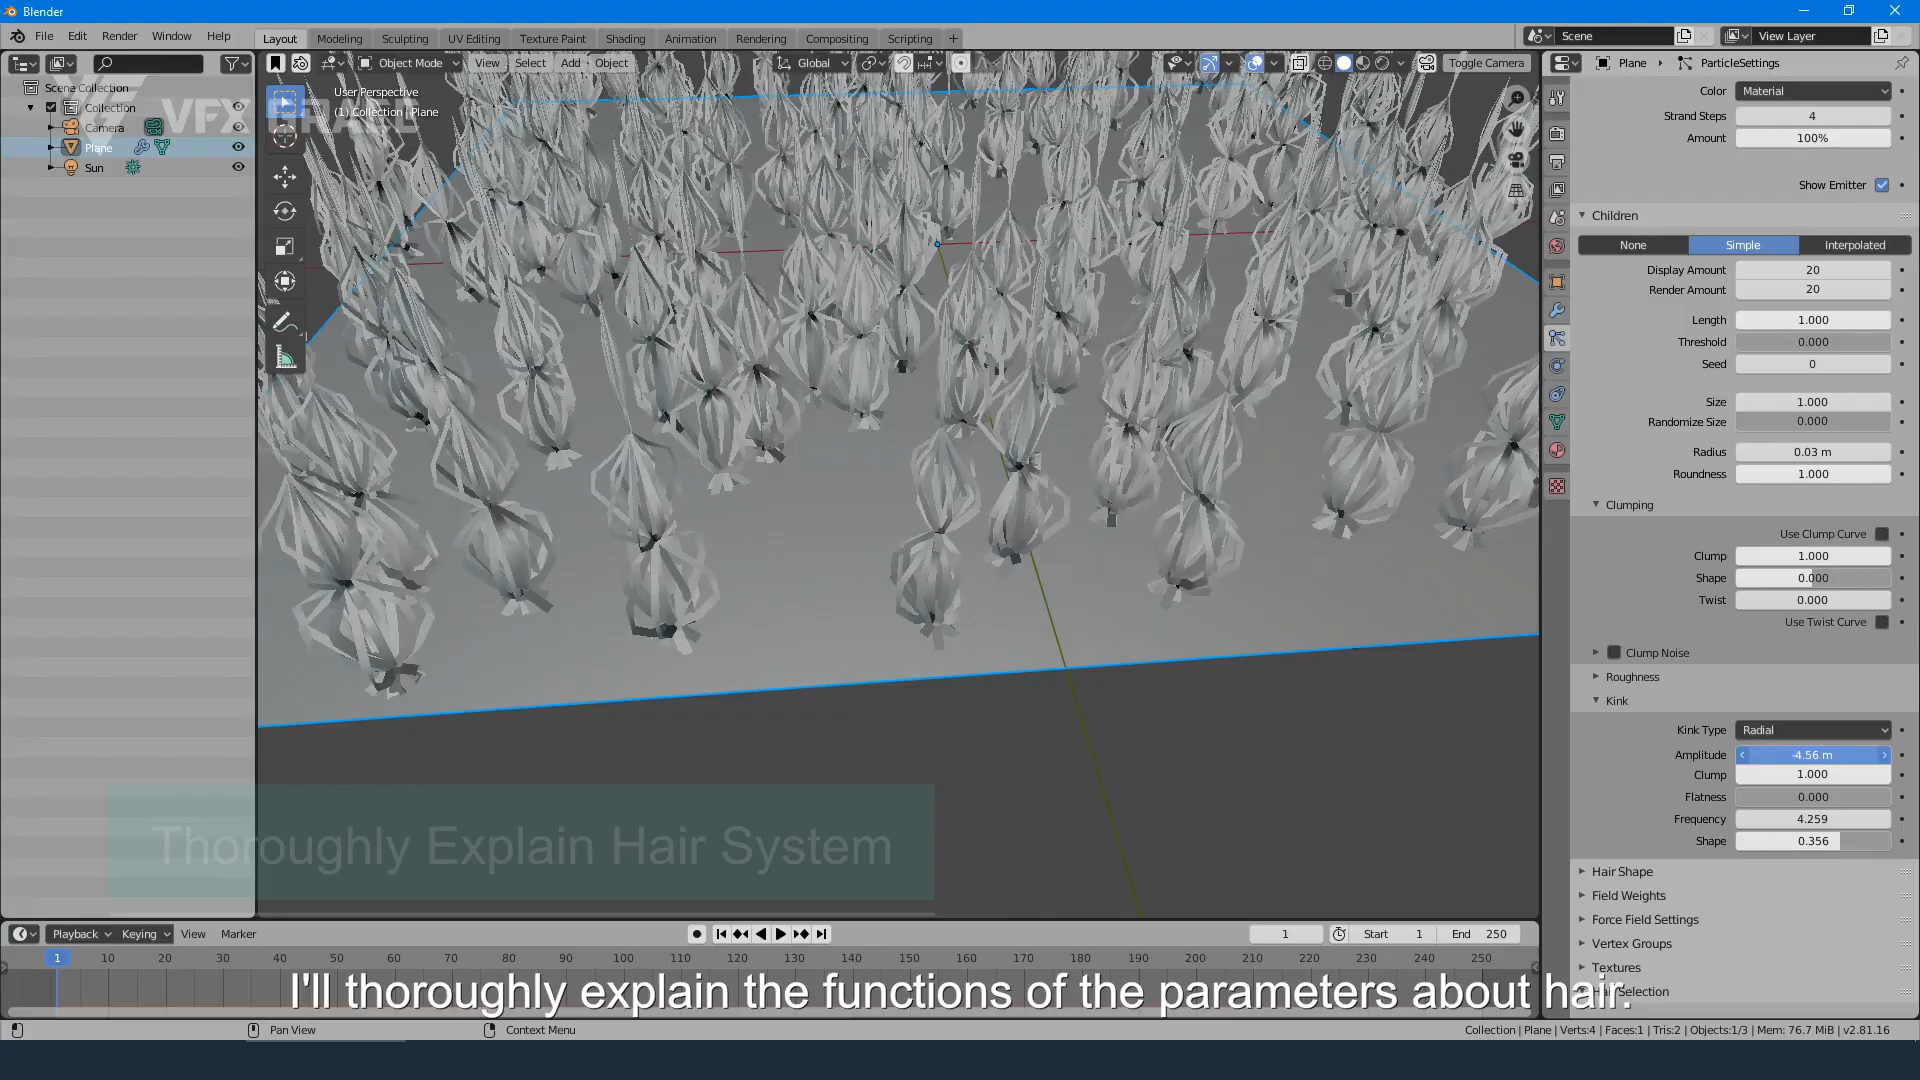 Blender
File Edit Render Window Help
Layout Modeling Sculpting UV Editing Texture Paint Shading Animation Rendering Compositing Scripting +
Scene
View Layer
Object Mode View Select Add Object
Global
Toggle Camera
Plane ParticleSettings
Scene Collection
Collection
Camera
Plane
Sun
VFX
User Perspective
(1) Collection | Plane
Color Material
Strand Steps 4
Amount 100%
Show Emitter
Children
None Simple Interpolated
Display Amount 20
Render Amount 20
Length 1.000
Threshold 0.000
Seed 0
Size 1.000
Randomize Size 0.000
Radius 0.03 m
Roundness 1.000
Clumping
Use Clump Curve
Clump 1.000
Shape 0.000
Twist 0.000
Use Twist Curve
Clump Noise
Roughness
Kink
Kink Type Radial
Amplitude -4.56 m
Clump 1.000
Flatness 0.000
Frequency 4.259
Shape 0.356
Hair Shape
Field Weights
Force Field Settings
Vertex Groups
Textures
Selection
Thoroughly Explain Hair System
Playback Keying View Marker
1 Start 1 End 250
1 10 20 30 40 50 60 70 80 90 100 110 120 130 140 150 160 170 180 190 200 210 220 230 240 250
I'll thoroughly explain the functions of the parameters about hair.
Pan View Context Menu
Collection | Plane | Verts:4 | Faces:1 | Tris:2 | Objects:1/3 | Mem: 76.7 MiB | v2.81.16